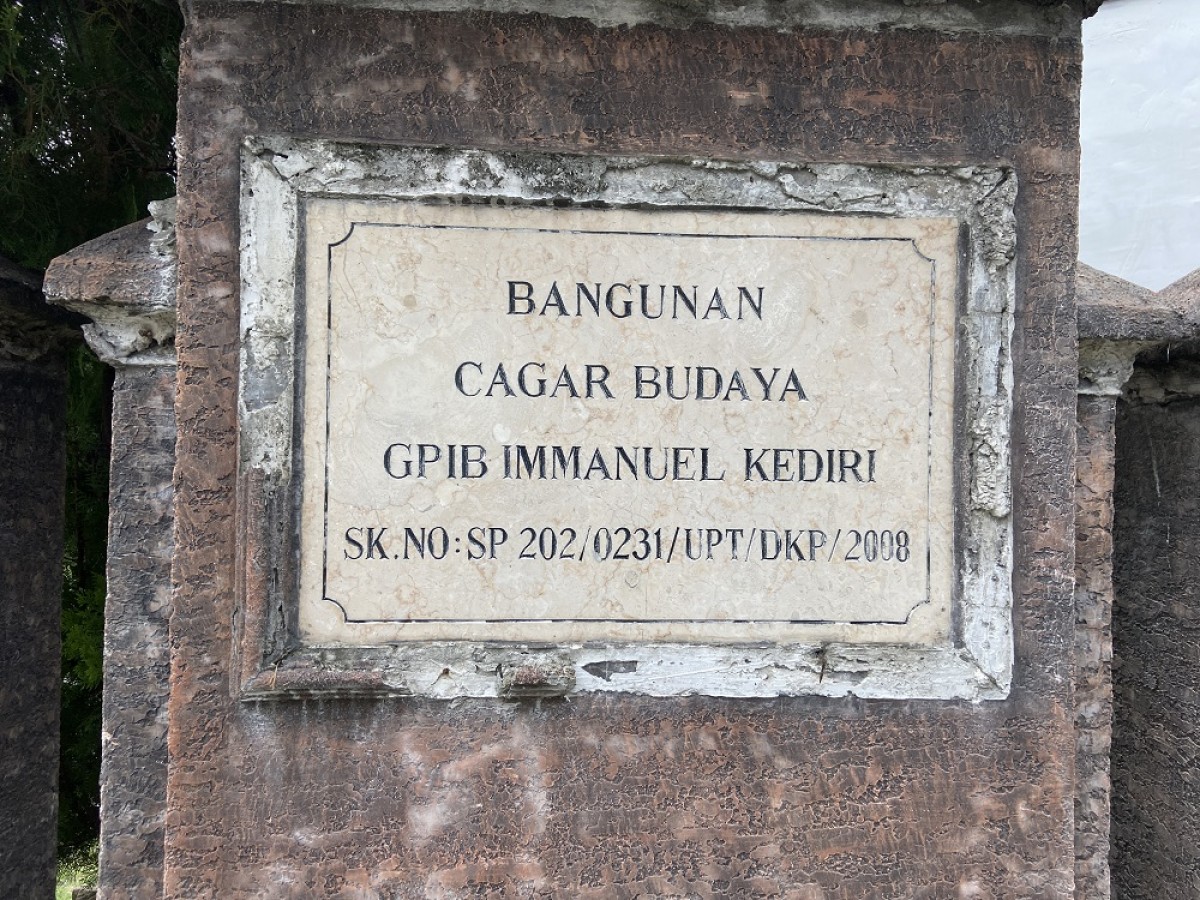 BANGUNAN
CAGAR BUDAYA
GPIB IMMANUEL KEDIRI
SK.NO: SP 202/0231/UPT/DKP/2008